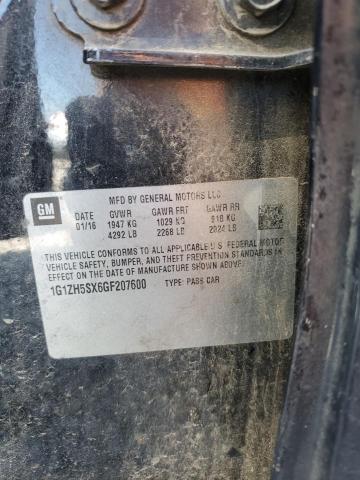 MFD BY GENERAL MOTORS LLC
GM DATE GVWR GAWR FRT GAWR RR
01/16 1947 KG 1029 KG 918 KG
4292 LB 2268 LB 2024 LB
THIS VEHICLE CONFORMS TO ALL APPLICABLE U.S. FEDERAL MOTOR
VEHICLE SAFETY, BUMPER, AND THEFT PREVENTION STANDARDS IN
EFFECT ON THE DATE OF MANUFACTURE SHOWN ABOVE.
1G1ZH5SX6GF207600 TYPE: PASS CAR